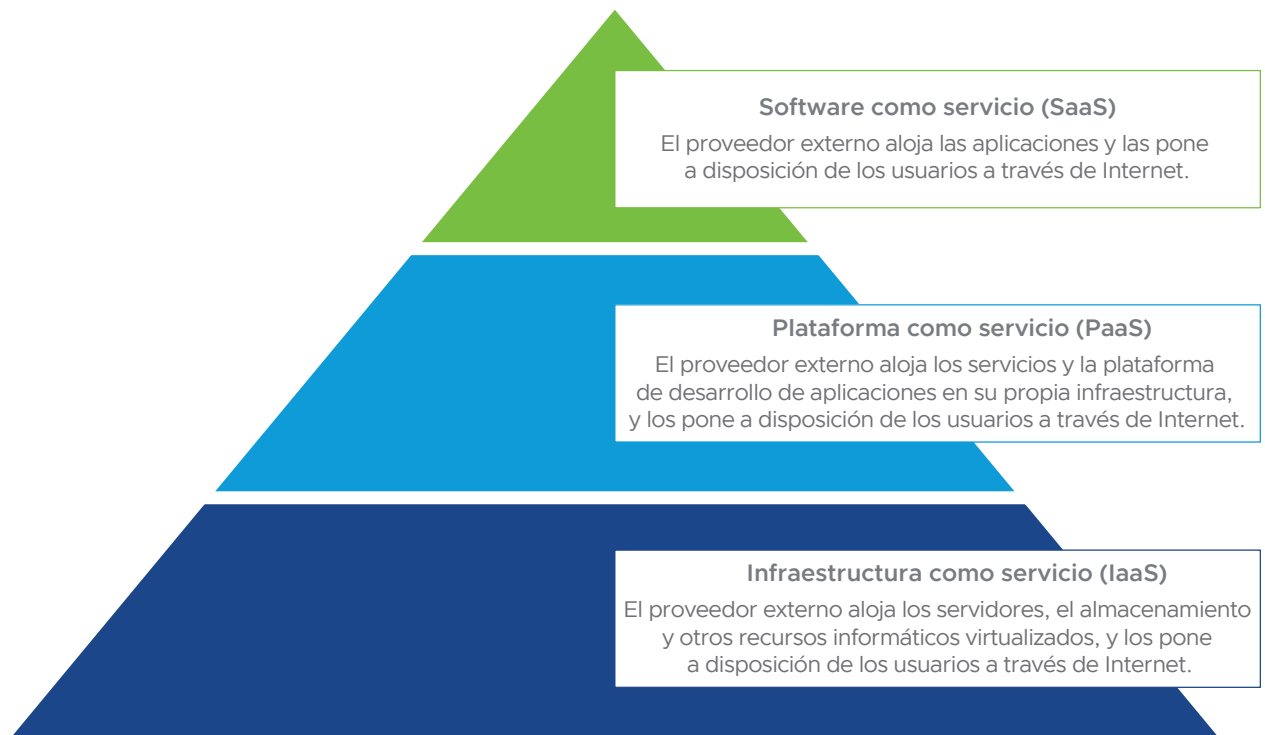 Software como servicio (SaaS)
El proveedor externo aloja las aplicaciones y las pone
a disposición de los usuarios a través de Internet.
Plataforma como servicio (PaaS)
El proveedor externo aloja los servicios y la plataforma
de desarrollo de aplicaciones en su propia infraestructura,
y los pone a disposición de los usuarios a través de Internet.
Infraestructura como servicio (IaaS)
El proveedor externo aloja los servidores, el almacenamiento
y otros recursos informáticos virtualizados, y los pone
a disposición de los usuarios a través de Internet.